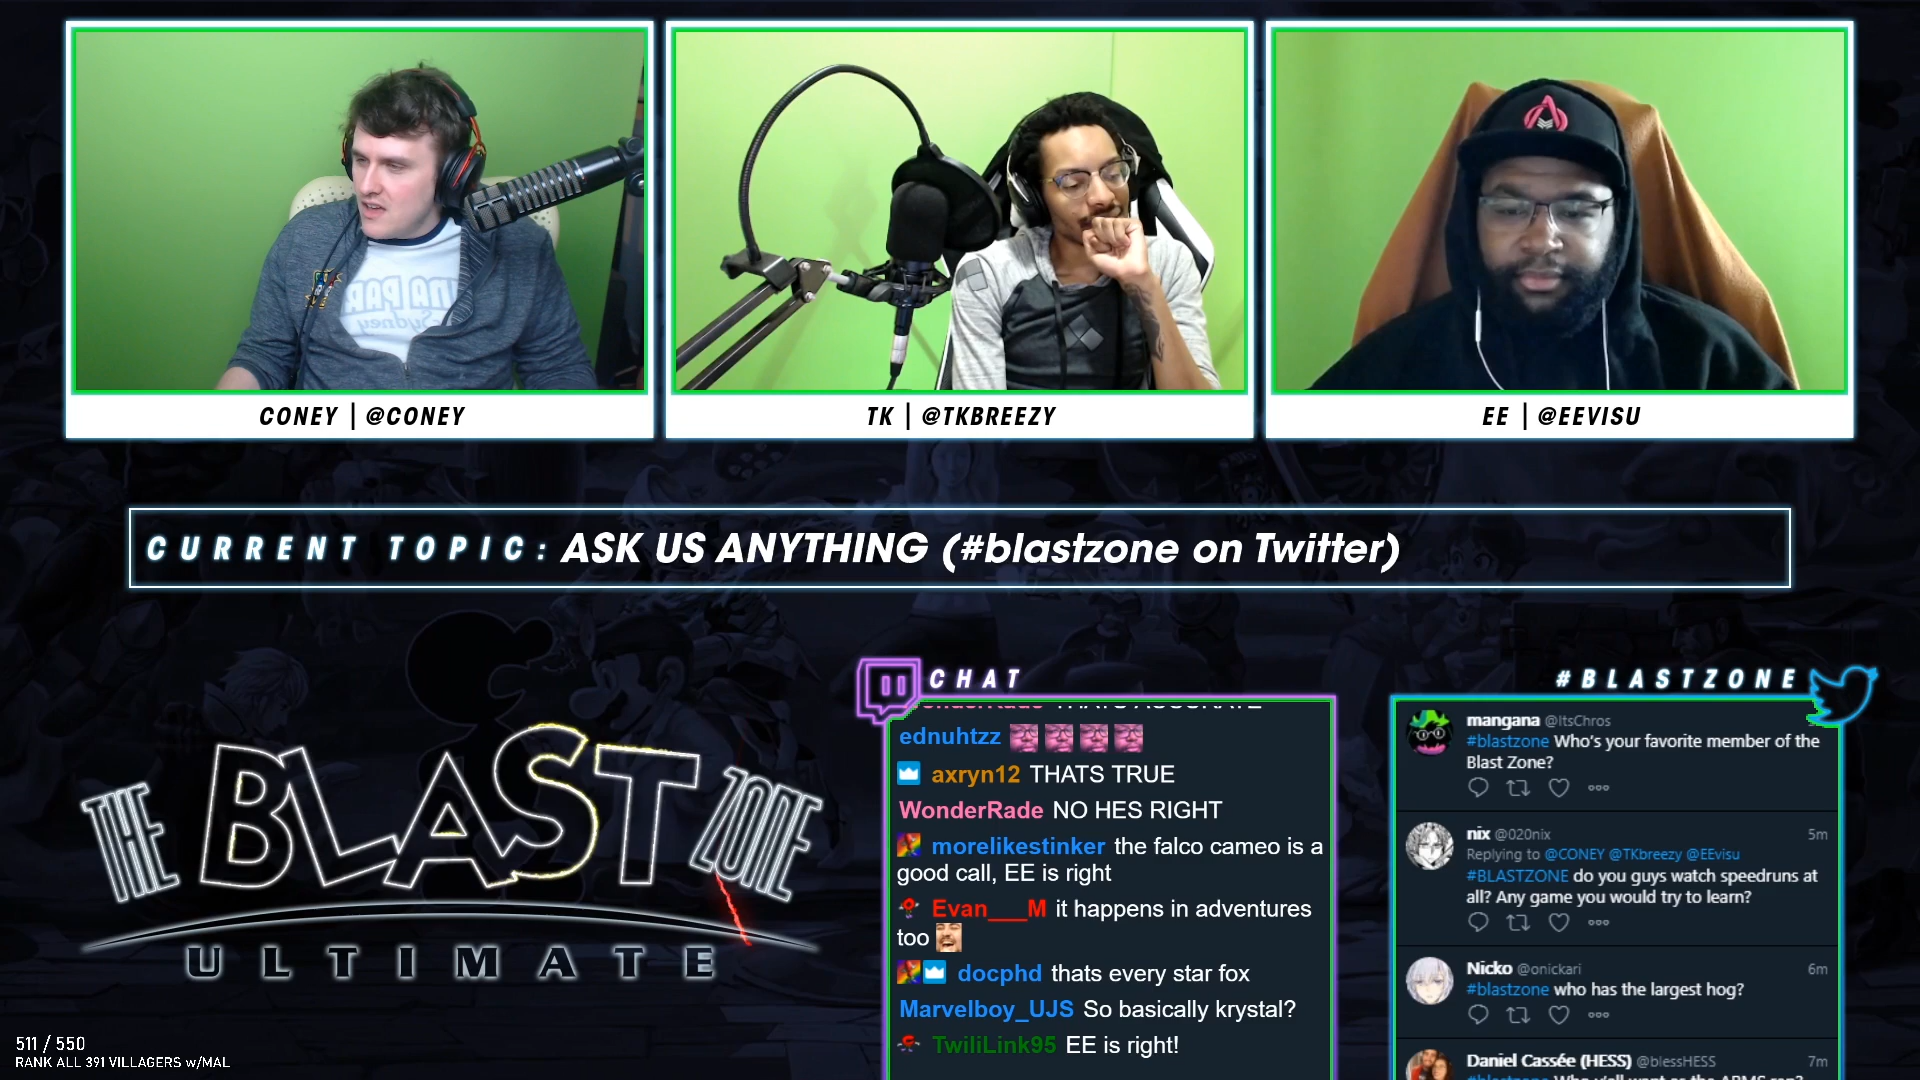 CONEY | @CONEY
TK | @TKBREEZY
EE | @EEVISU
CURRENT TOPIC: ASK US ANYTHING (#blastzone on Twitter)
THE BLAST ZONE
ULTIMATE
511 / 550
RANK ALL 391 VILLAGERS w/MAL
CHAT
ednuhtzz
axryn12 THATS TRUE
WonderRade NO HES RIGHT
morelikestinker the falco cameo is a
good call, EE is right
Evan___M it happens in adventures
too
docphd thats every star fox
Marvelboy_UJS So basically krystal?
TwiliLink95 EE is right!
#BLASTZONE
mangana @ItsChros
#blastzone Who's your favorite member of the
Blast Zone?
nix @020nix 5m
Replying to @CONEY @TKbreezy @EEvisu
#BLASTZONE do you guys watch speedruns at
all? Any game you would try to learn?
Nicko @onickari 6m
#blastzone who has the largest hog?
Daniel Cassée (HESS) @blessHESS 7m